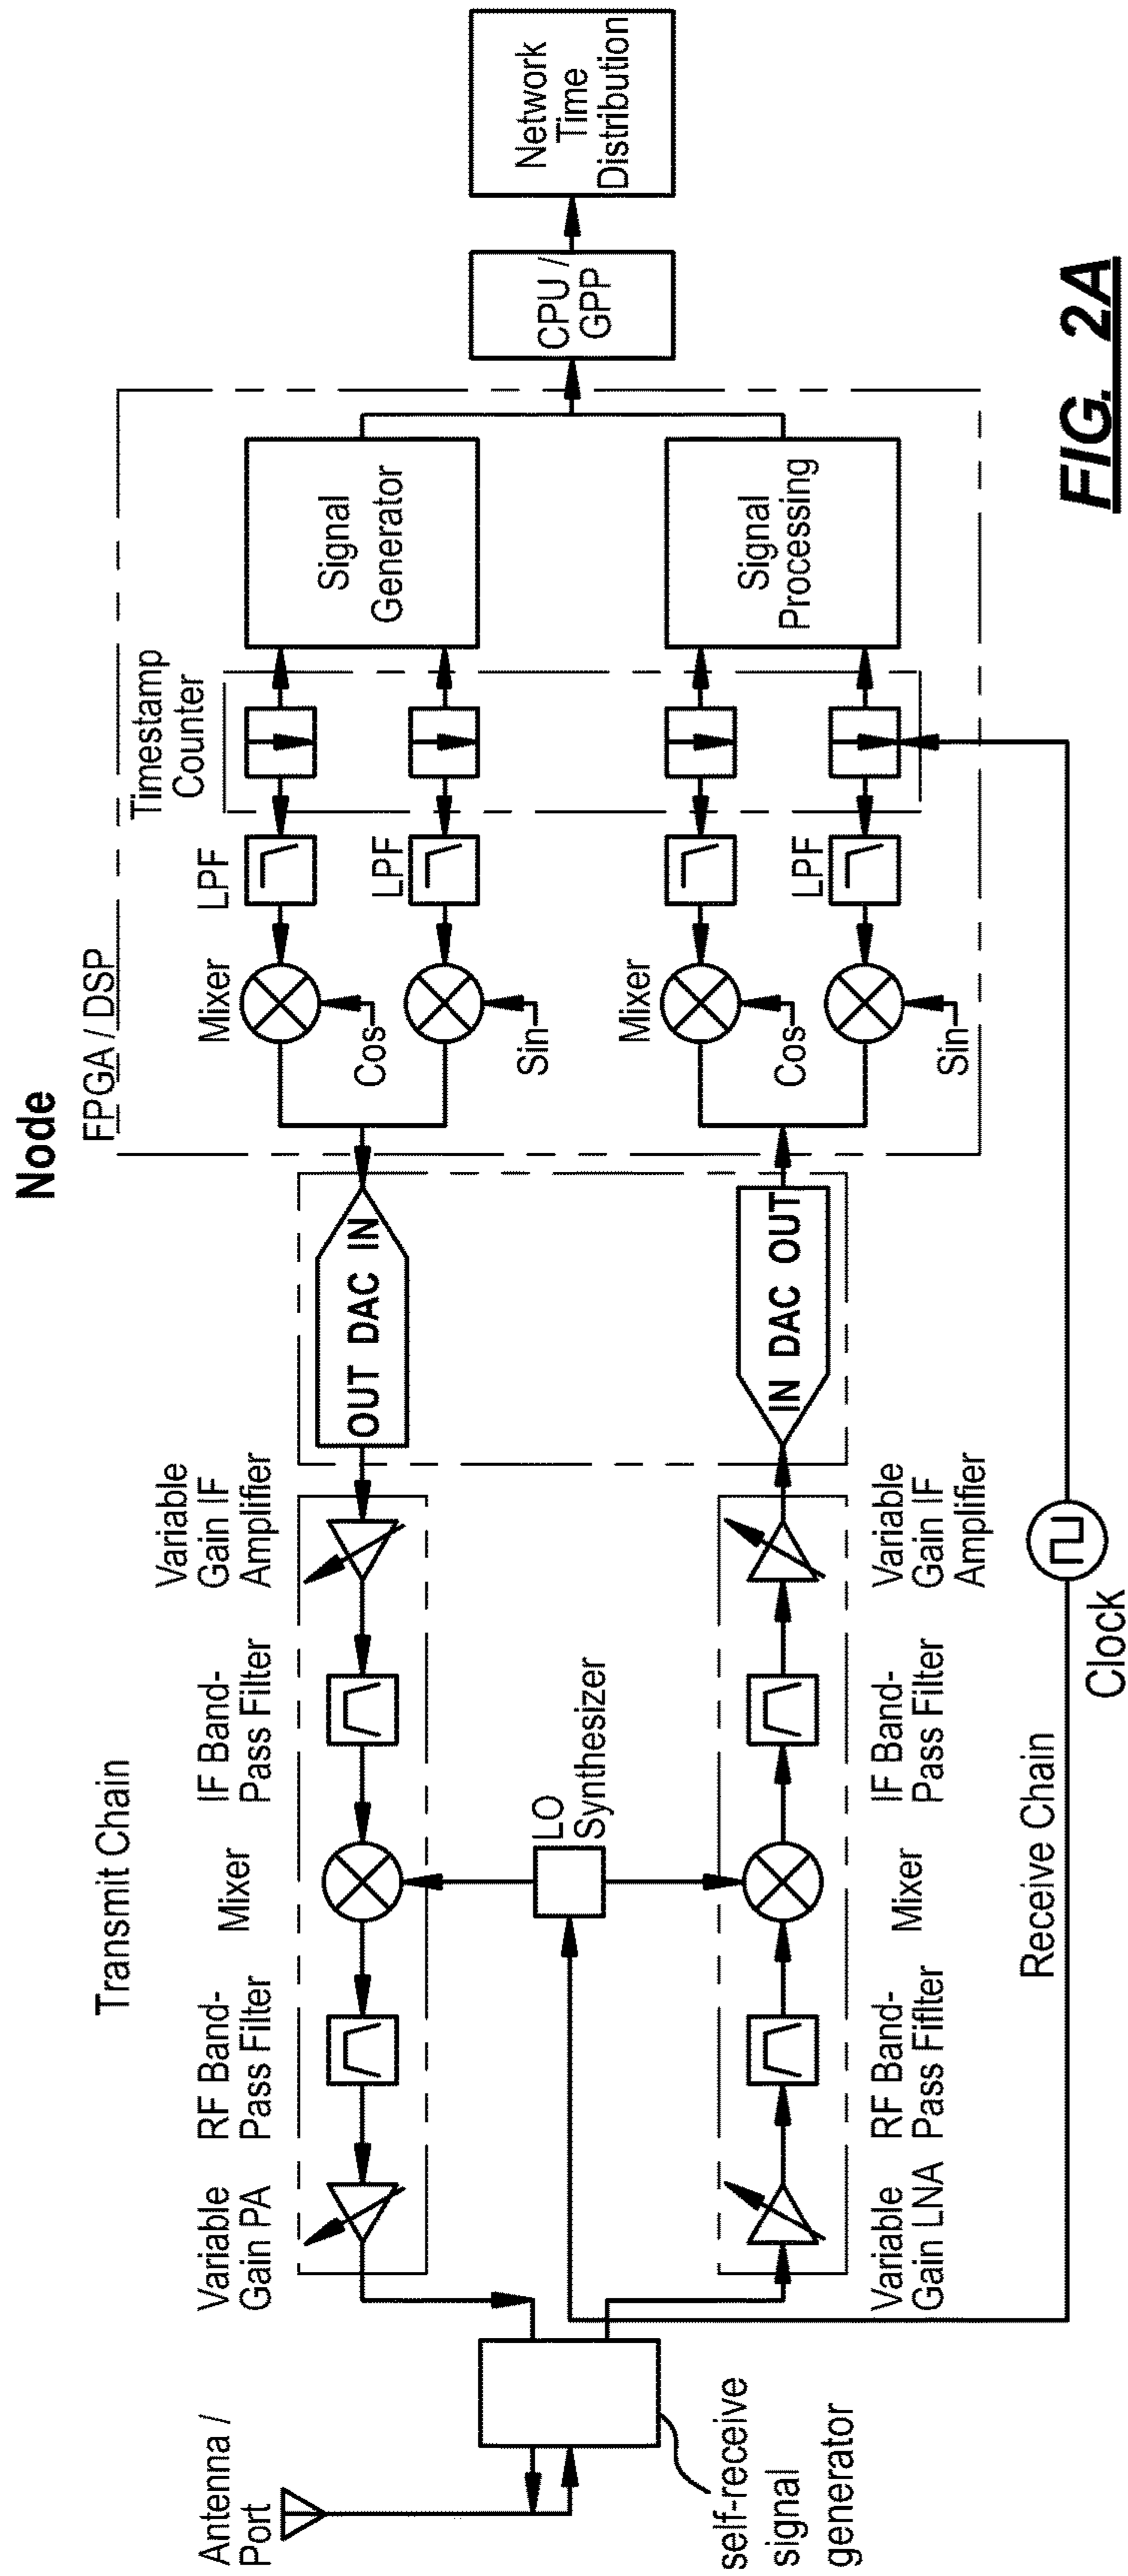 Node
FPGA / DSP
Transmit Chain
Antenna /
Port
Variable
Gain PA
RF Band-
Pass Filter
Mixer
IF Band-
Pass Filter
Variable
Gain IF
Amplifier
OUT DAC IN
Mixer
Cos
Sin
LPF
LPF
Timestamp
Counter
Signal
Generator
LO
Synthesizer
CPU /
GPP
Network
Time
Distribution
self-receive
signal
generator
Variable
Gain LNA
RF Band-
Pass Fiflter
Mixer
IF Band-
Pass Filter
Variable
Gain IF
Amplifier
IN DAC OUT
Mixer
Cos
Sin
LPF
Signal
Processing
Receive Chain
Clock
FIG. 2A